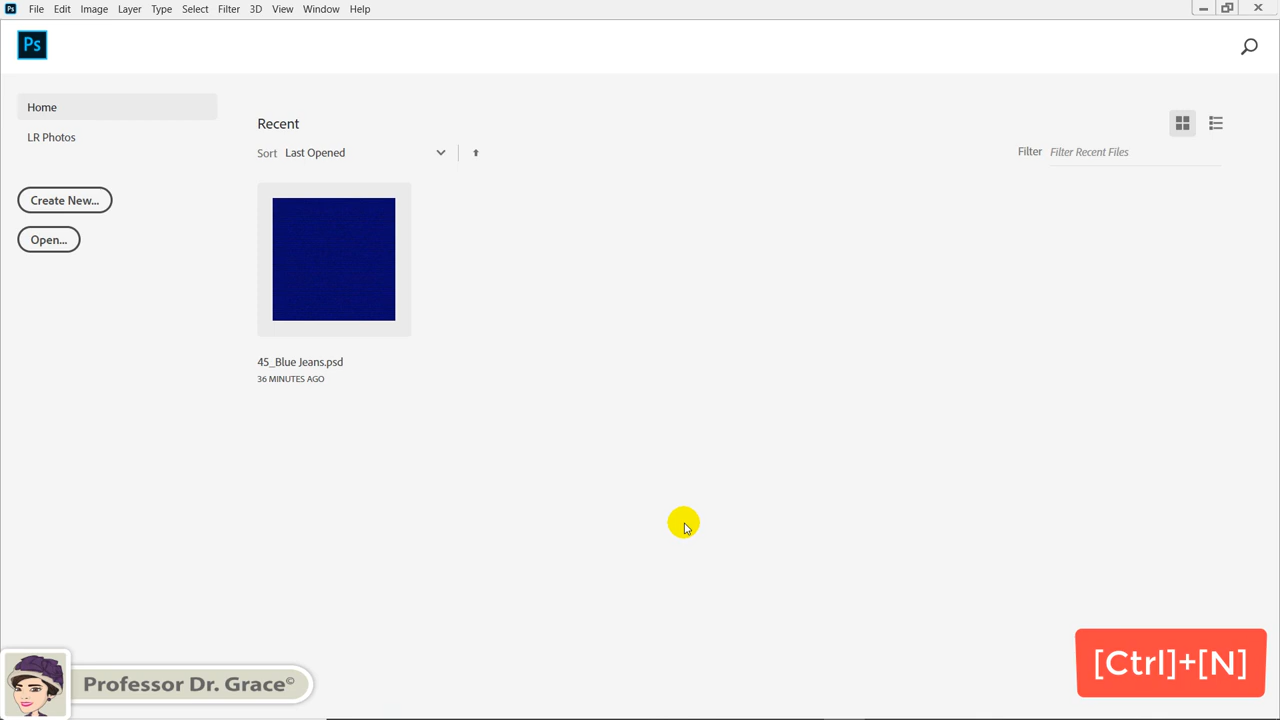 Ps File Edit Image Layer Type Select Filter 3D View Window Help
Ps
Home
LR Photos
Create New...
Open...
Recent
Sort Last Opened
Filter Filter Recent Files
45_Blue Jeans.psd
36 MINUTES AGO
Professor Dr. Grace©
[Ctrl]+[N]